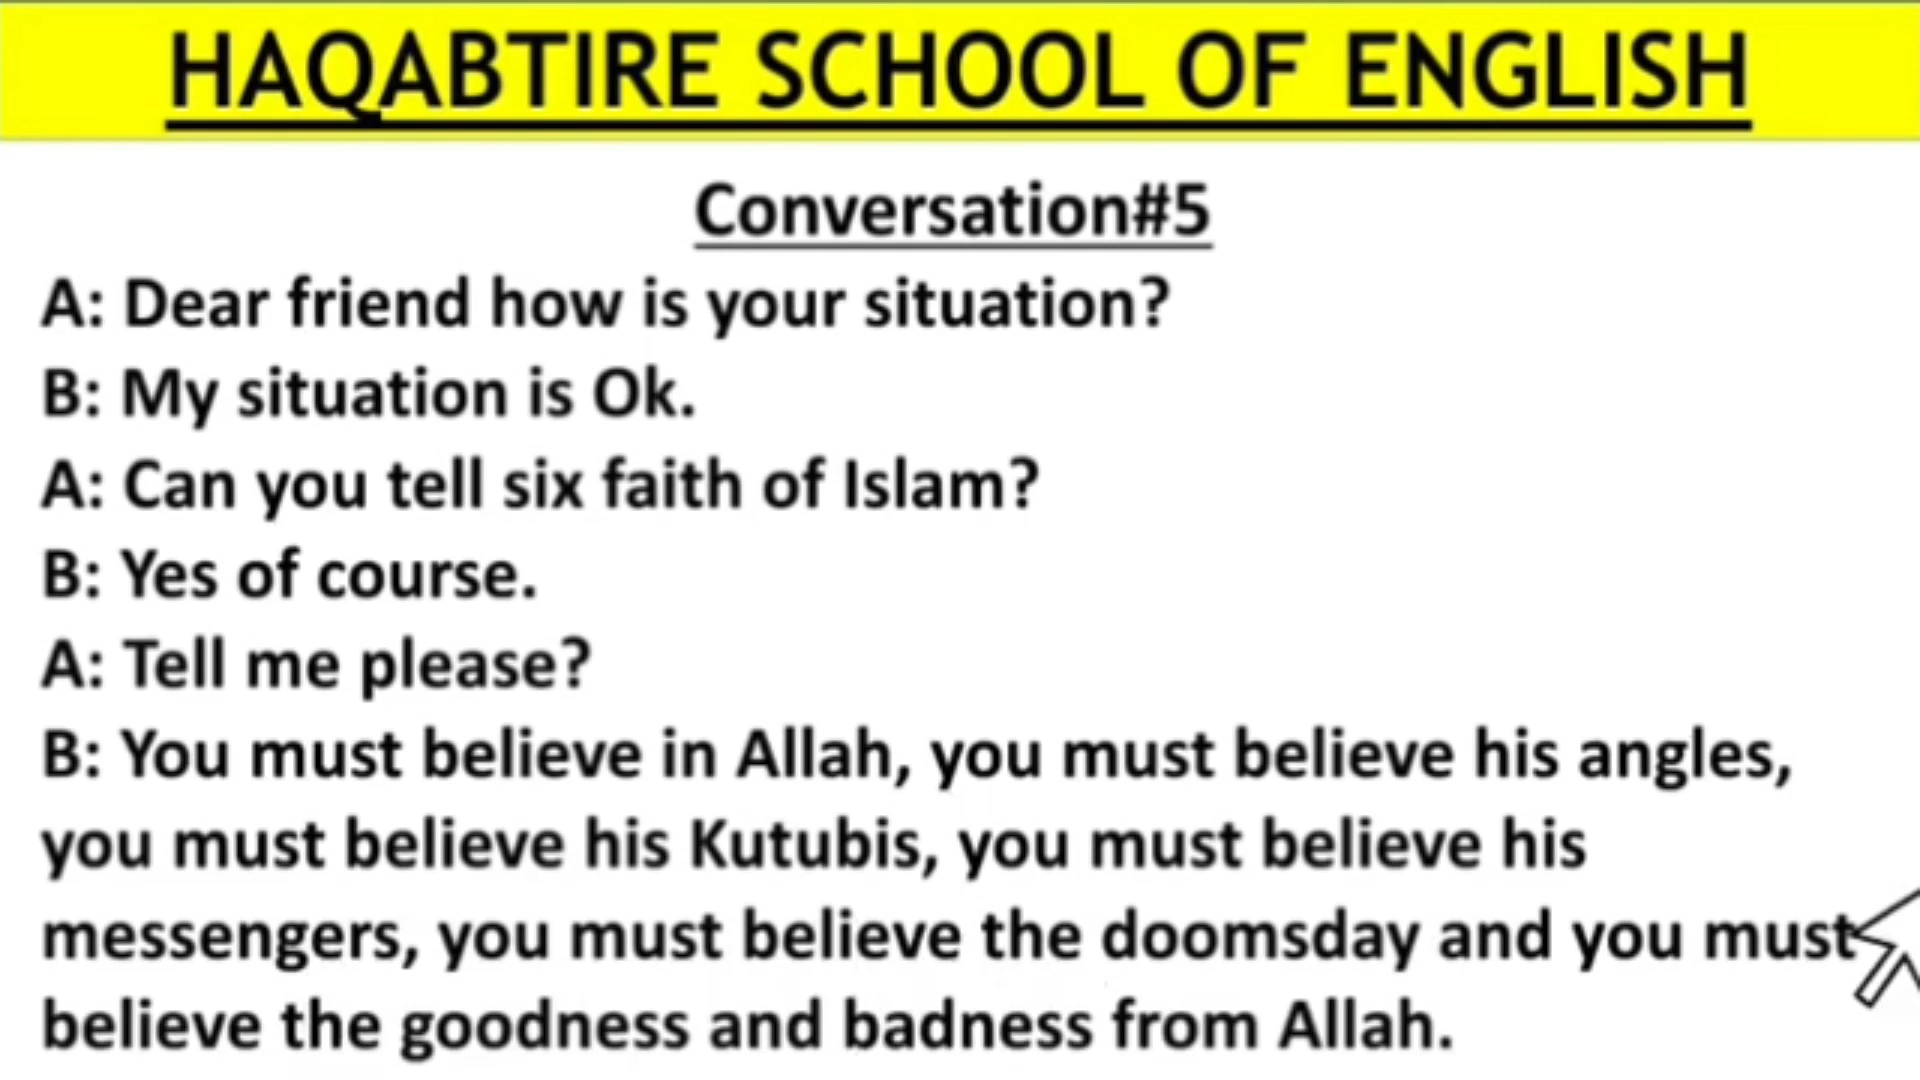 HAQABTIRE SCHOOL OF ENGLISH
Conversation#5
A: Dear friend how is your situation?
B: My situation is Ok.
A: Can you tell six faith of Islam?
B: Yes of course.
A: Tell me please?
B: You must believe in Allah, you must believe his angles,
you must believe his Kutubis, you must believe his
messengers, you must believe the doomsday and you must
believe the goodness and badness from Allah.